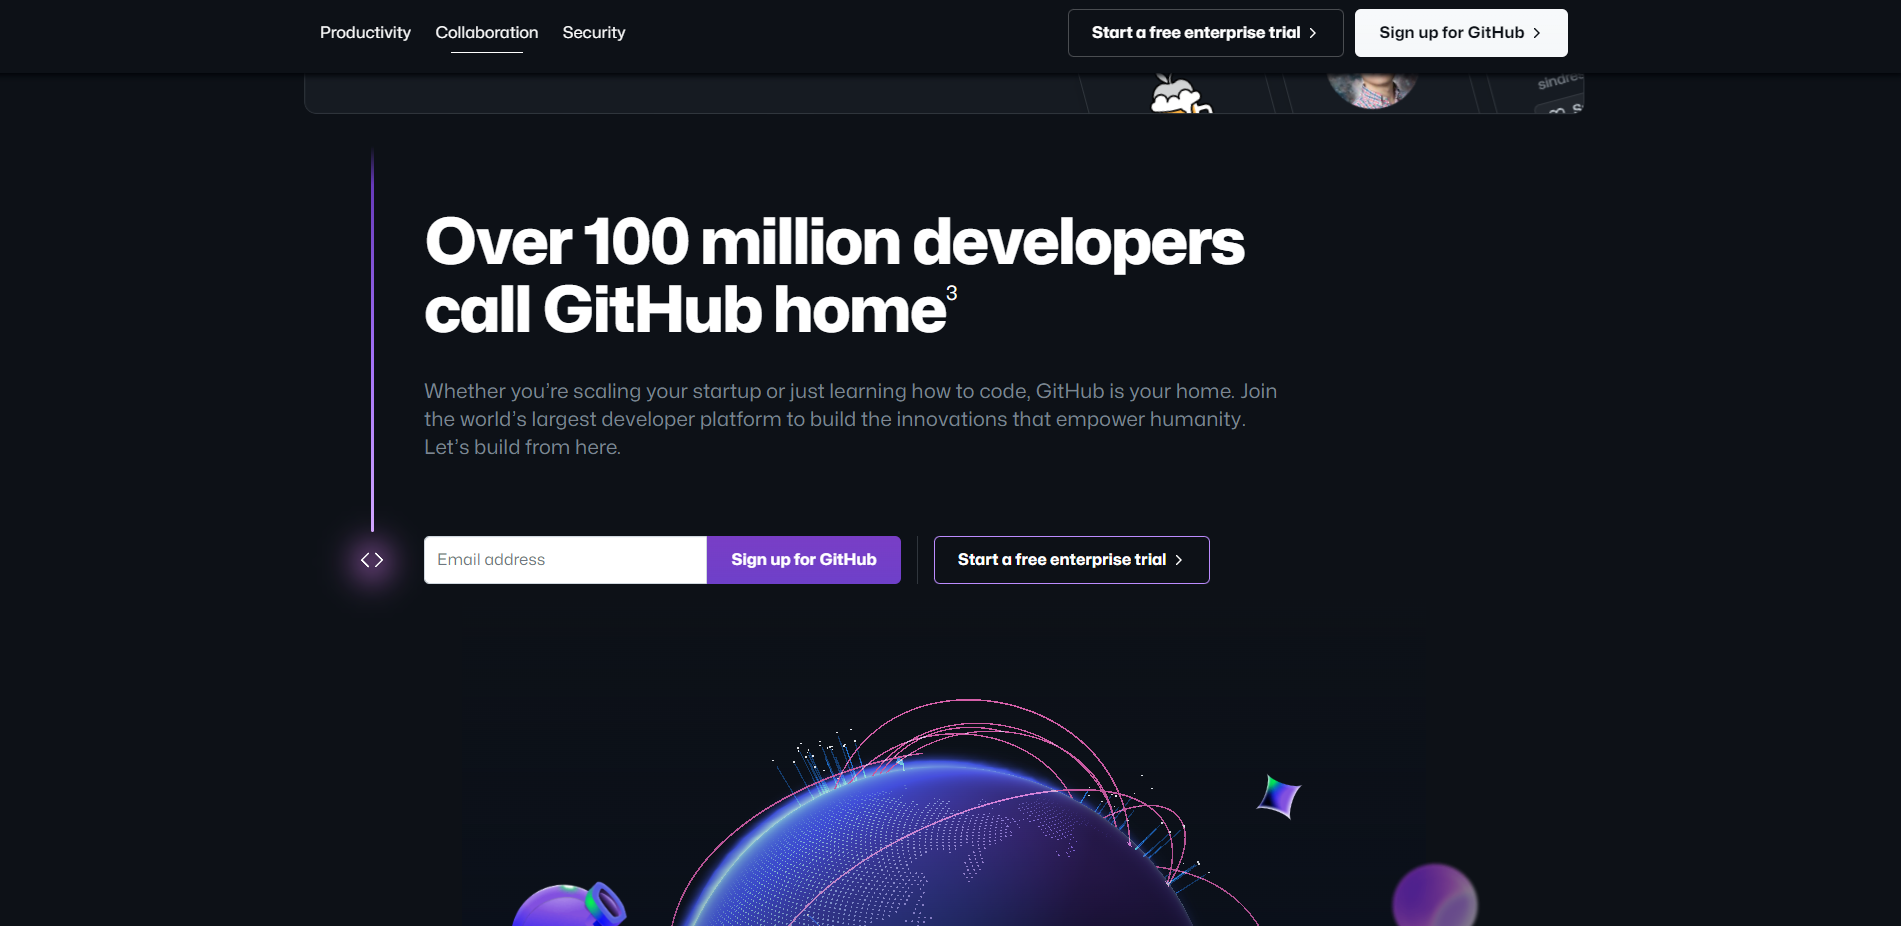 Productivity Collaboration Security Start a free enterprise trial Sign up for GitHub
Over 100 million developers
call GitHub home3
Whether you’re scaling your startup or just learning how to code, GitHub is your home. Join
the world’s largest developer platform to build the innovations that empower humanity.
Let’s build from here.
Email address Sign up for GitHub Start a free enterprise trial